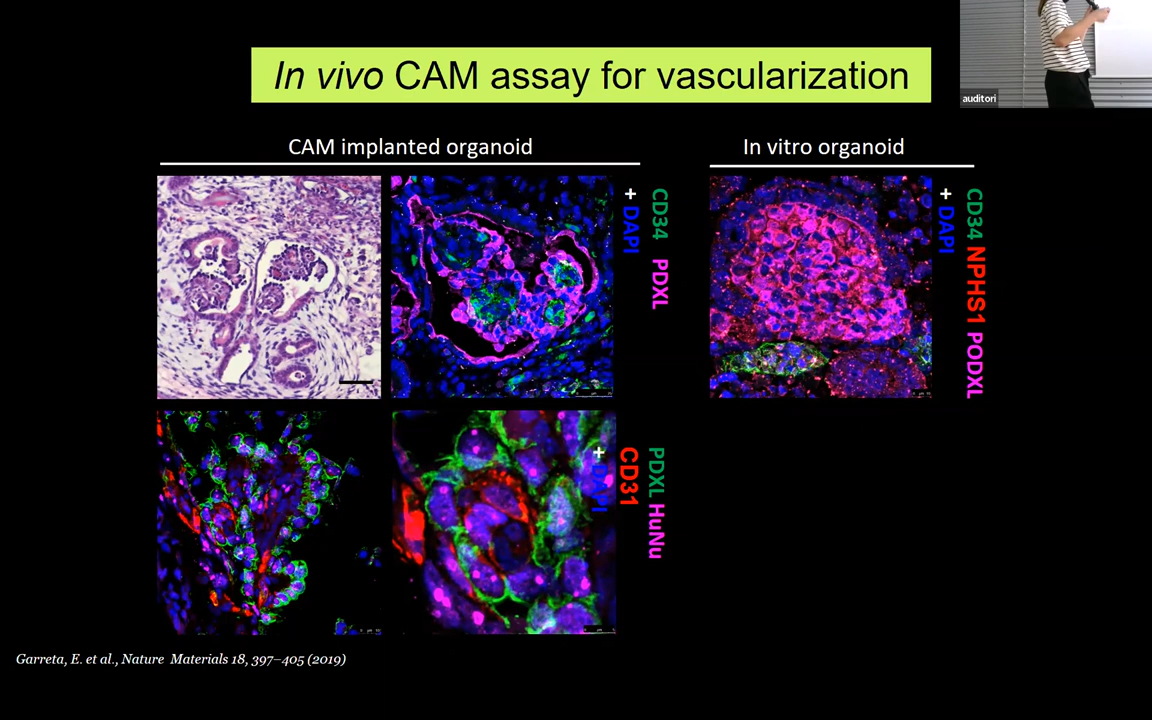 In vivo CAM assay for vascularization
auditori
CAM implanted organoid
In vitro organoid
CD34 PDXL
+ DAPI
CD34 NPHS1 PODXL
+ DAPI
PDXL HuNu
CD31
+ DAPI
Garreta, E. et al., Nature Materials 18, 397–405 (2019)